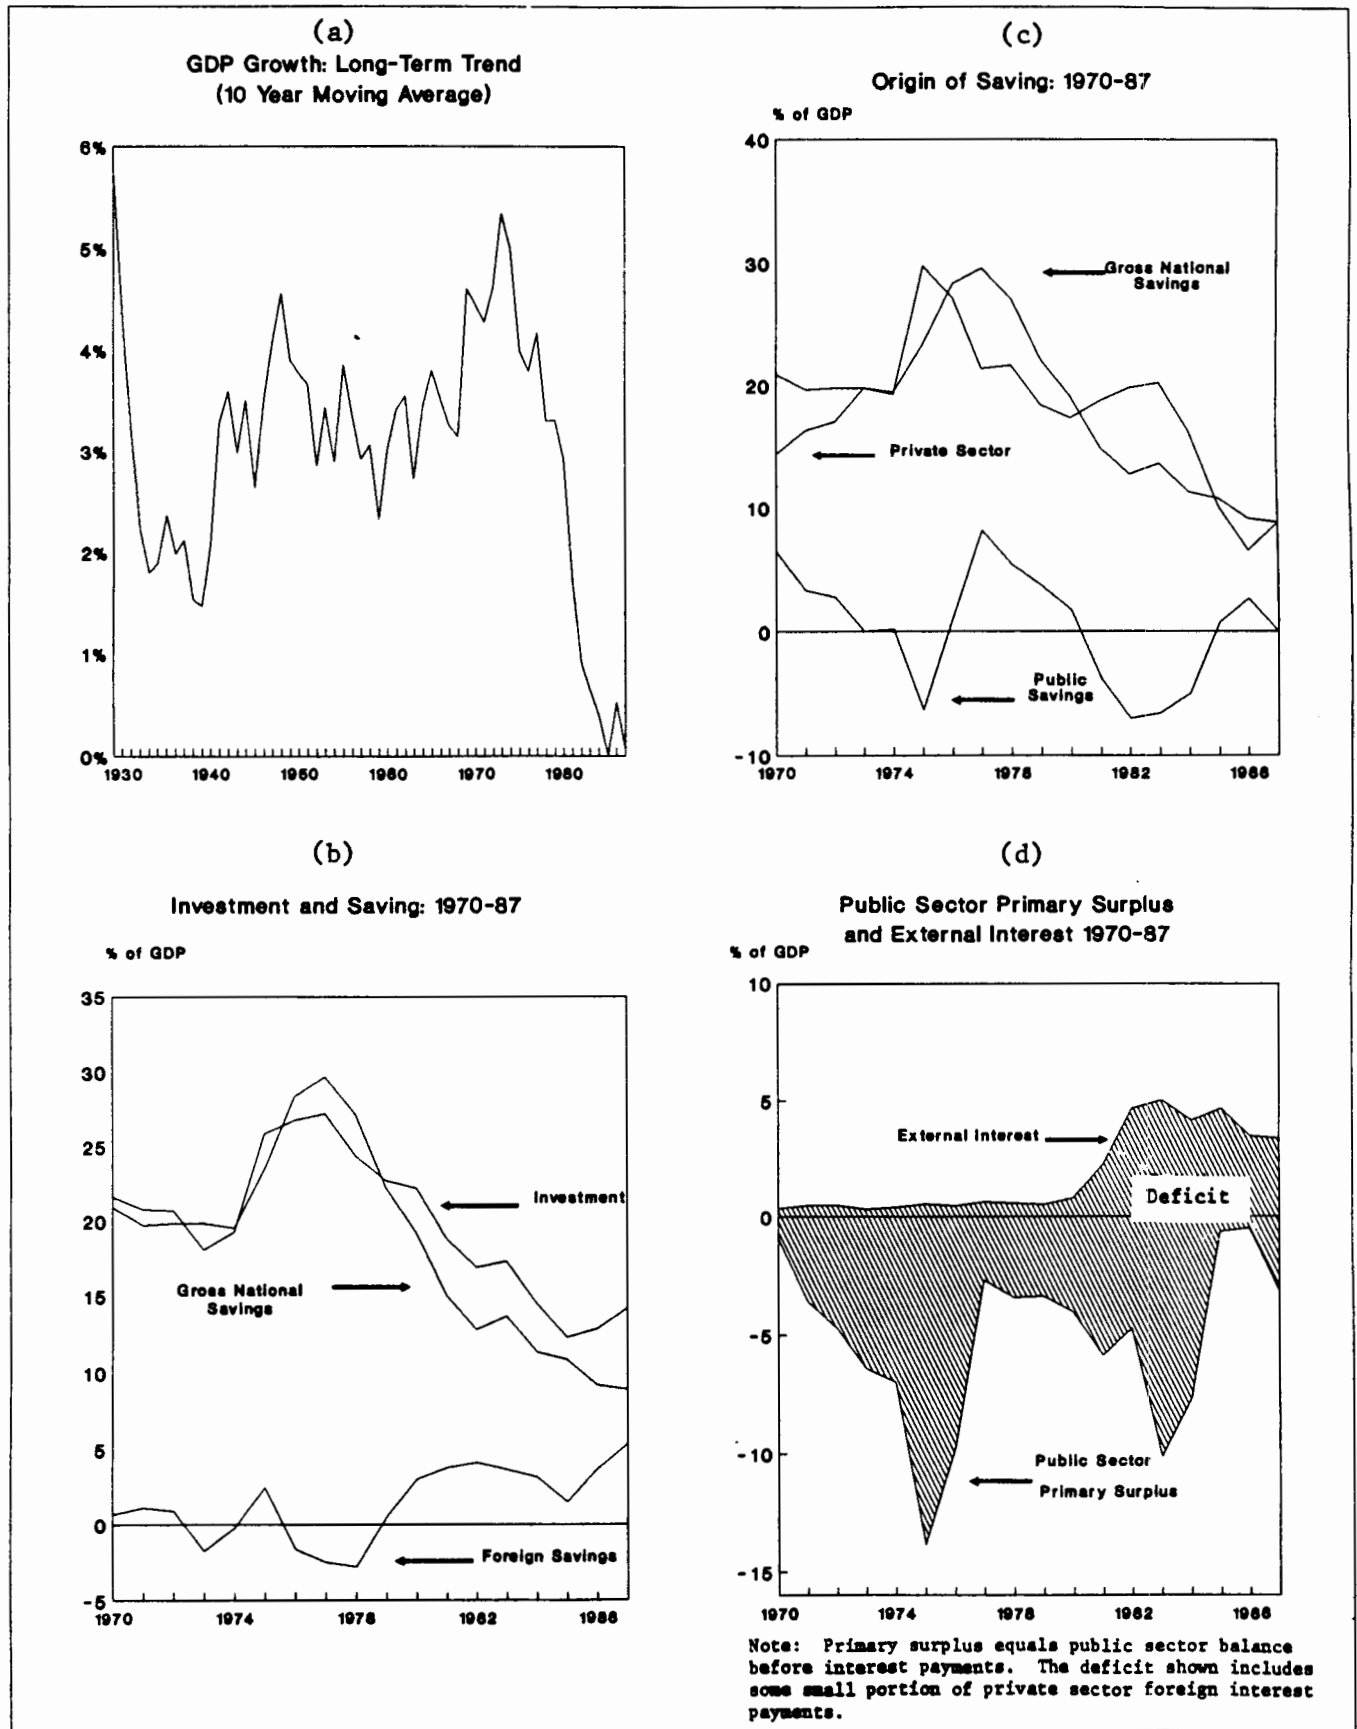 (a)
GDP Growth: Long-Term Trend
(10 Year Moving Average)
6%
5%
4%
3%
2%
1%
0%
1930 1940 1950 1960 1970 1980
(c)
Origin of Saving: 1970-87
% of GDP
40
30
20
10
0
-10
Gross National
Savings
Private Sector
Public
Savings
1970 1974 1978 1982 1986
(b)
Investment and Saving: 1970-87
% of GDP
35
30
25
20
15
10
5
0
-5
Investment
Gross National
Savings
Foreign Savings
1970 1974 1978 1982 1986
(d)
Public Sector Primary Surplus
and External Interest 1970-87
% of GDP
10
5
0
-5
-10
-15
External Interest
Deficit
Public Sector
Primary Surplus
1970 1974 1978 1982 1986
Note: Primary surplus equals public sector balance
before interest payments. The deficit shown includes
some small portion of private sector foreign interest
payments.